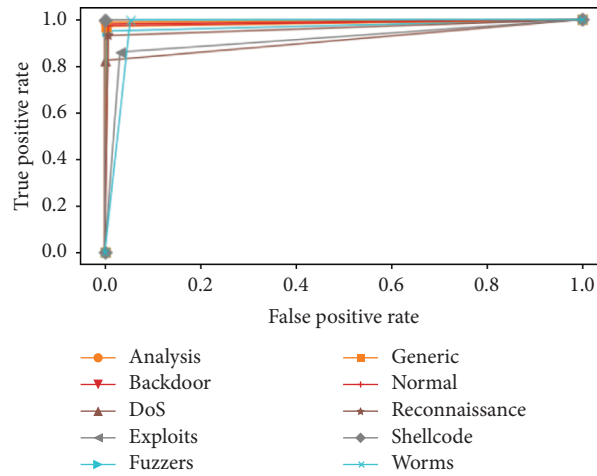 True positive rate
1.0
0.8
0.6
0.4
0.2
0.0
0.0 0.2 0.4 0.6 0.8 1.0
False positive rate
Analysis
Backdoor
DoS
Exploits
Fuzzers
Generic
Normal
Reconnaissance
Shellcode
Worms